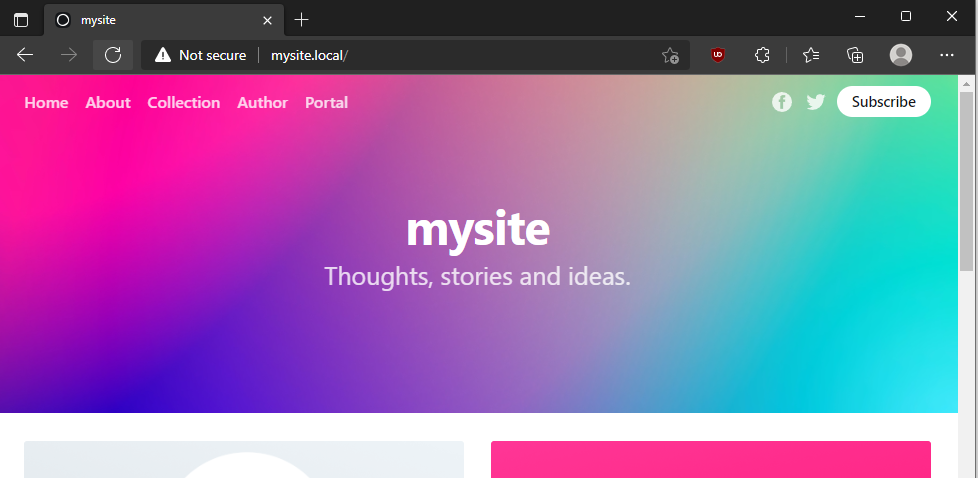 mysite
Not secure mysite.local/
Home About Collection Author Portal Subscribe
mysite
Thoughts, stories and ideas.